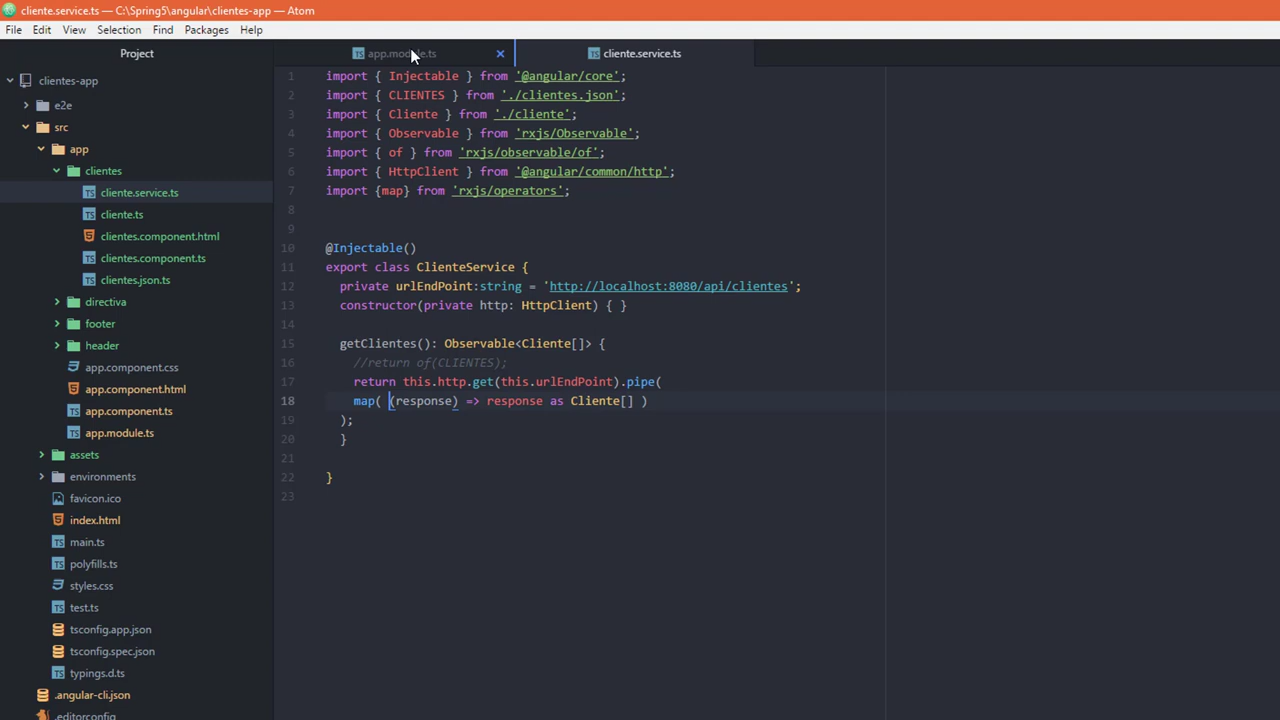 cliente.service.ts — C:\Spring5\angular\clientes-app — Atom
File Edit View Selection Find Packages Help
Project
clientes-app
e2e
src
app
clientes
cliente.service.ts
cliente.ts
clientes.component.html
clientes.component.ts
clientes.json.ts
directiva
footer
header
app.component.css
app.component.html
app.component.ts
app.module.ts
assets
environments
favicon.ico
index.html
main.ts
polyfills.ts
styles.css
test.ts
tsconfig.app.json
tsconfig.spec.json
typings.d.ts
.angular-cli.json
.editorconfig
app.module.ts
cliente.service.ts
1 import { Injectable } from '@angular/core';
2 import { CLIENTES } from './clientes.json';
3 import { Cliente } from './cliente';
4 import { Observable } from 'rxjs/Observable';
5 import { of } from 'rxjs/observable/of';
6 import { HttpClient } from '@angular/common/http';
7 import {map} from 'rxjs/operators';
8
9
10 @Injectable()
11 export class ClienteService {
12 private urlEndPoint:string = 'http://localhost:8080/api/clientes';
13 constructor(private http: HttpClient) { }
14
15 getClientes(): Observable<Cliente[]> {
16 //return of(CLIENTES);
17 return this.http.get(this.urlEndPoint).pipe(
18 map( (response) => response as Cliente[] )
19 );
20 }
21
22 }
23